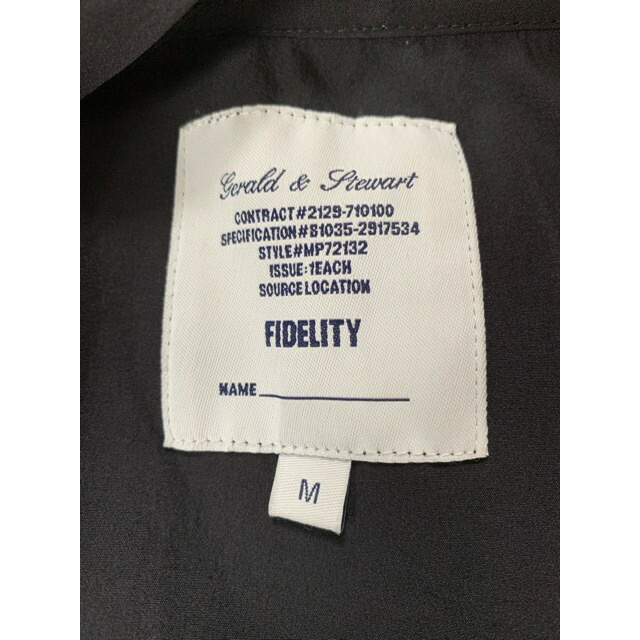 Gerald & Stewart
CONTRACT#2129-710100
SPECIFICATION#81035-2917534
STYLE#MP72132
ISSUE:1EACH
SOURCE LOCATION
FIDELITY
NAME
M